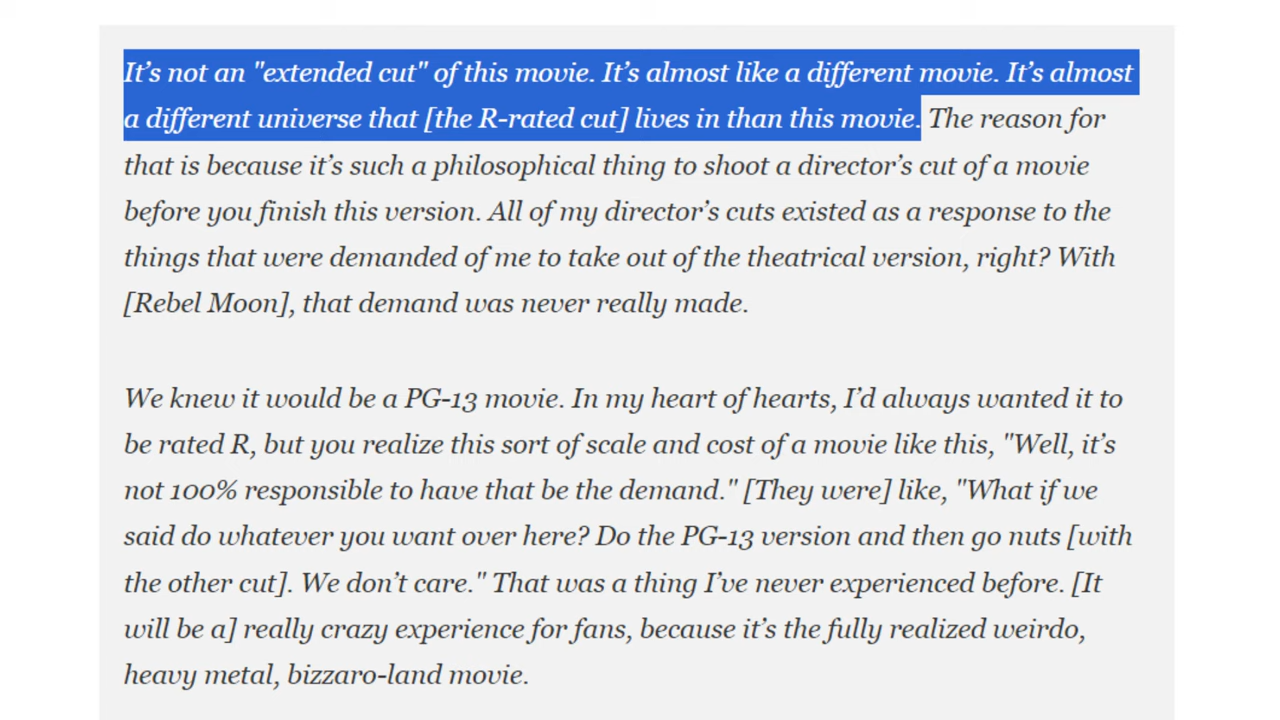 It’s not an "extended cut" of this movie. It’s almost like a different movie. It’s almost
a different universe that [the R-rated cut] lives in than this movie. The reason for
that is because it’s such a philosophical thing to shoot a director’s cut of a movie
before you finish this version. All of my director’s cuts existed as a response to the
things that were demanded of me to take out of the theatrical version, right? With
[Rebel Moon], that demand was never really made.
We knew it would be a PG-13 movie. In my heart of hearts, I’d always wanted it to
be rated R, but you realize this sort of scale and cost of a movie like this, "Well, it’s
not 100% responsible to have that be the demand." [They were] like, "What if we
said do whatever you want over here? Do the PG-13 version and then go nuts [with
the other cut]. We don’t care." That was a thing I’ve never experienced before. [It
will be a] really crazy experience for fans, because it’s the fully realized weirdo,
heavy metal, bizzaro-land movie.